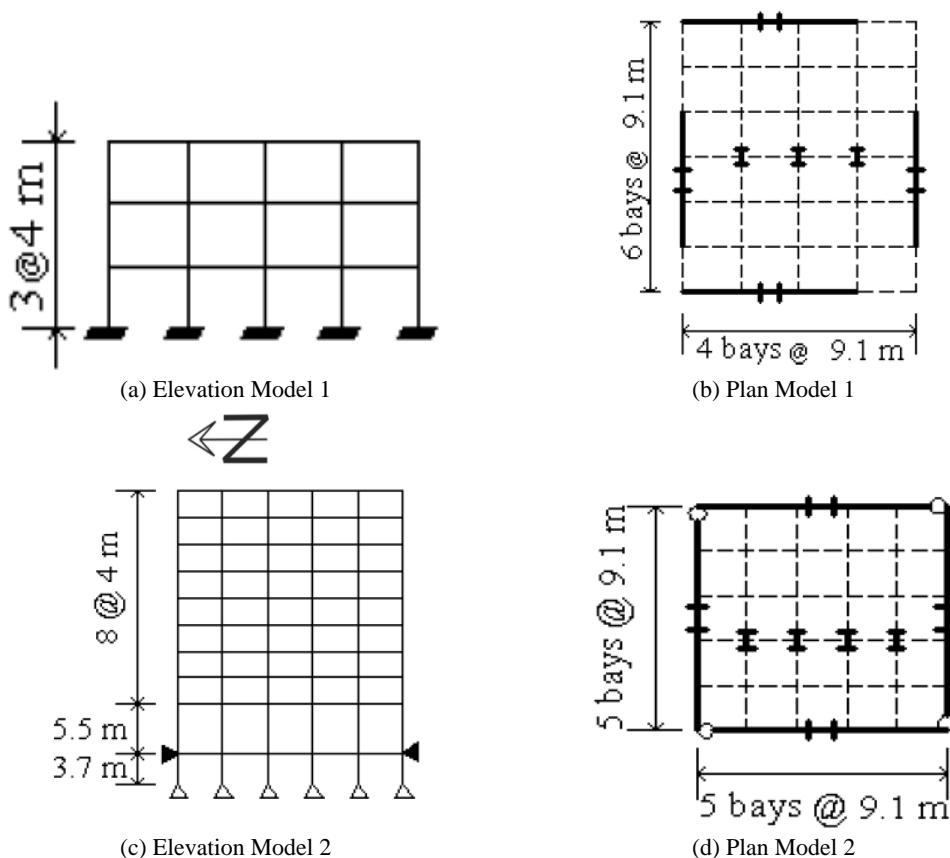 3@4 m
(a) Elevation Model 1
6 bays @ 9.1 m
4 bays @ 9.1 m
(b) Plan Model 1
N
8 @ 4 m
5.5 m
3.7 m
(c) Elevation Model 2
5 bays @ 9.1 m
5 bays @ 9.1 m
(d) Plan Model 2